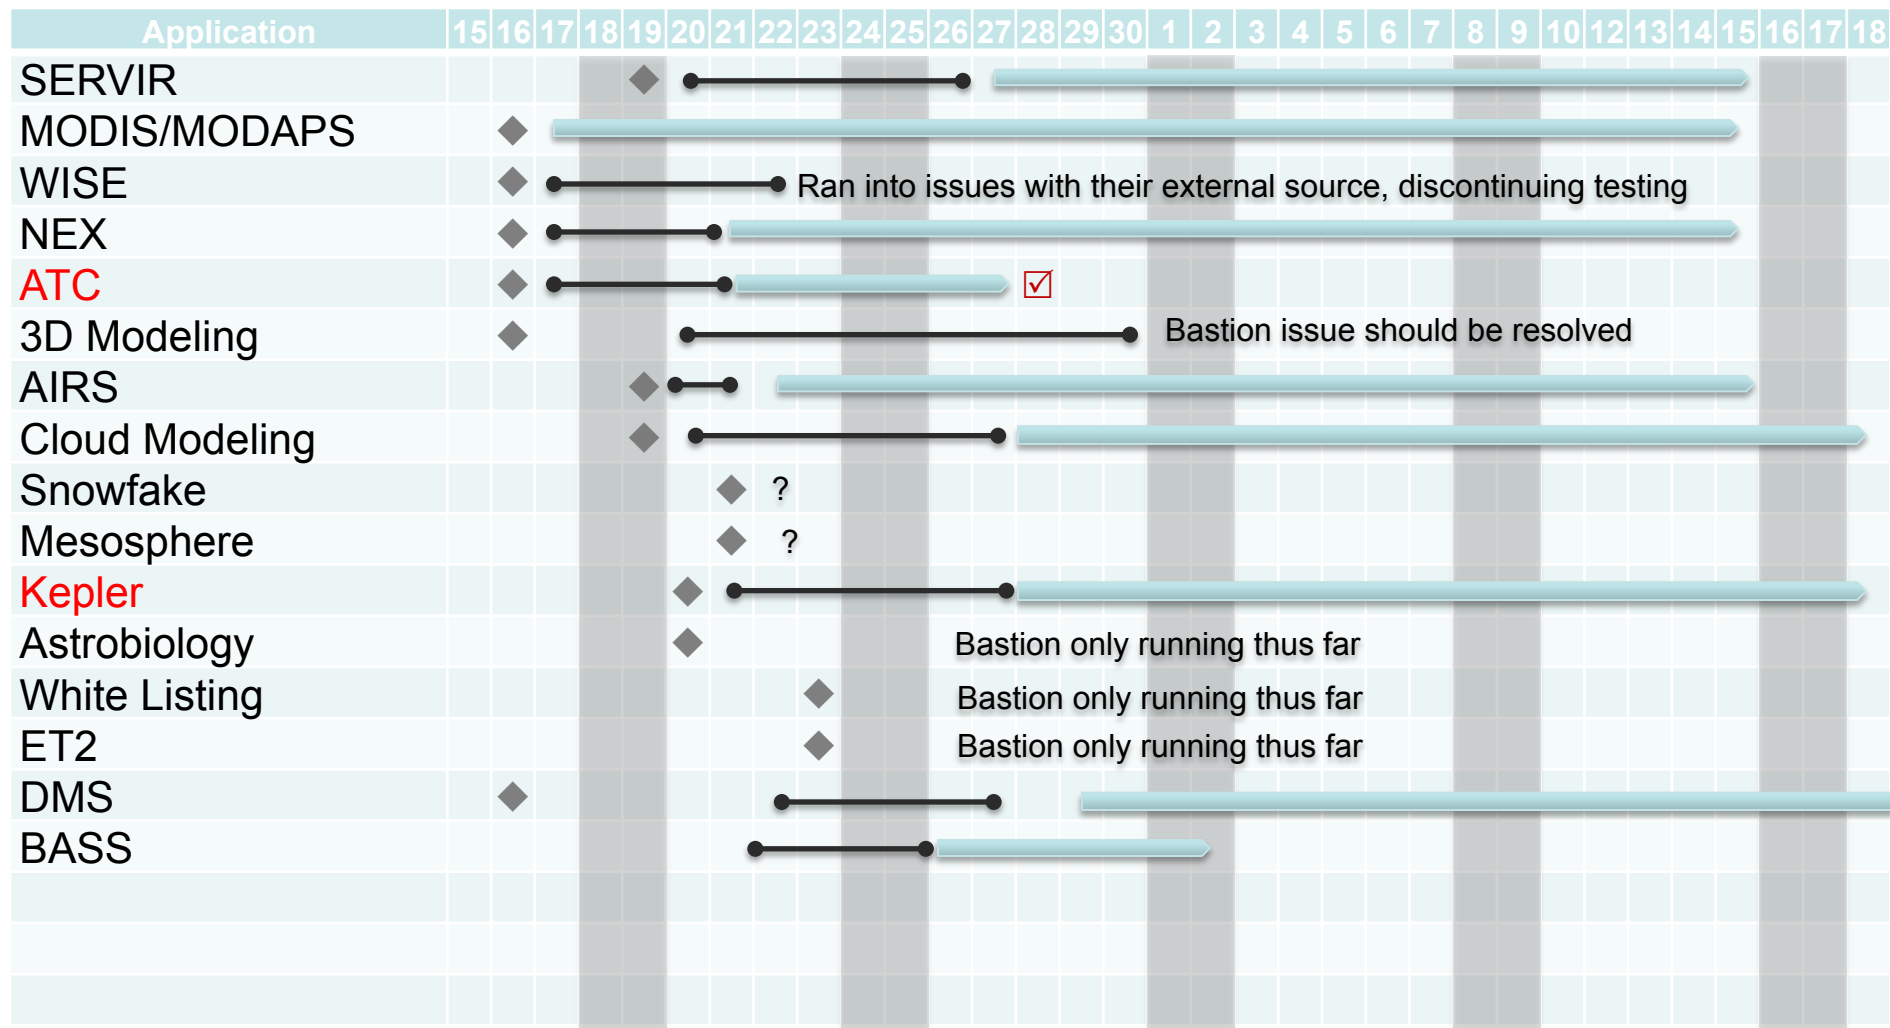 Application 15 16 17 18 19 20 21 22 23 24 25 26 27 28 29 30 1 2 3 4 5 6 7 8 9 10 11 12 13 14 15 16 17 18
SERVIR
MODIS/MODAPS
WISE Ran into issues with their external source, discontinuing testing
NEX
ATC ☑
3D Modeling Bastion issue should be resolved
AIRS
Cloud Modeling
Snowfake ?
Mesosphere ?
Kepler
Astrobiology Bastion only running thus far
White Listing Bastion only running thus far
ET2 Bastion only running thus far
DMS
BASS